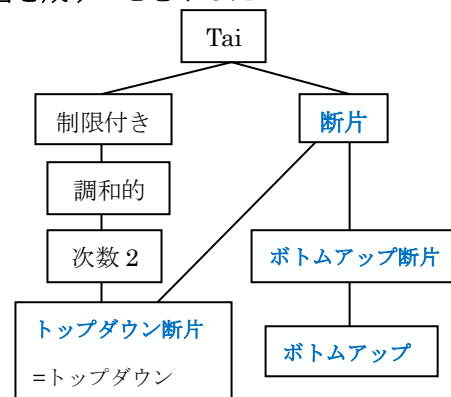 Tai
制限付き
断片
調和的
次数 2
ボトムアップ断片
トップダウン断片
=トップダウン
ボトムアップ